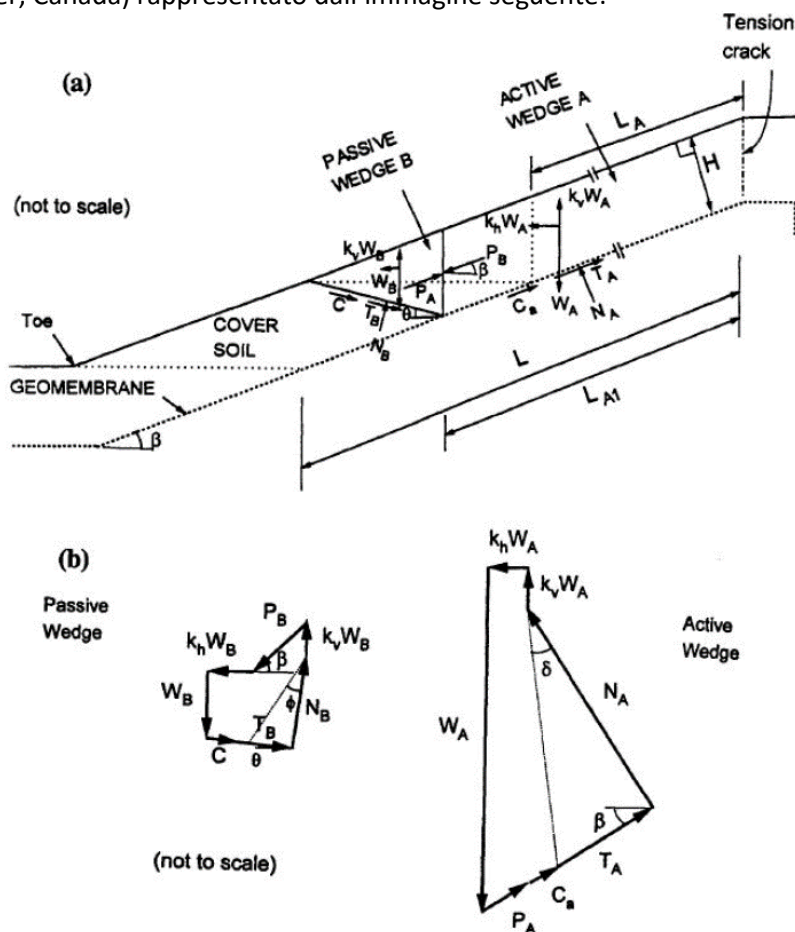 er, Canada) rappresentato dall'immagine seguente:
Tension
crack
(a)
ACTIVE
WEDGE A
L_A
PASSIVE
WEDGE B
H
(not to scale)
k_v W_A
k_h W_A
k_v W_B
P_B
β
W_B
P_A
T_A
C
T_B
θ
C_a
W_A
N_A
N_B
Toe
COVER
SOIL
GEOMEMBRANE
L
L_A1
β
(b)
k_h W_A
Passive
Wedge
P_B
k_v W_A
k_h W_B
k_v W_B
Active
Wedge
β
δ
W_B
N_A
φ
N_B
T_B
W_A
C
θ
β
T_A
(not to scale)
C_a
P_A